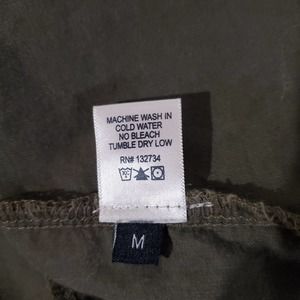 MACHINE WASH IN
COLD WATER
NO BLEACH
TUMBLE DRY LOW
RN# 132734
M